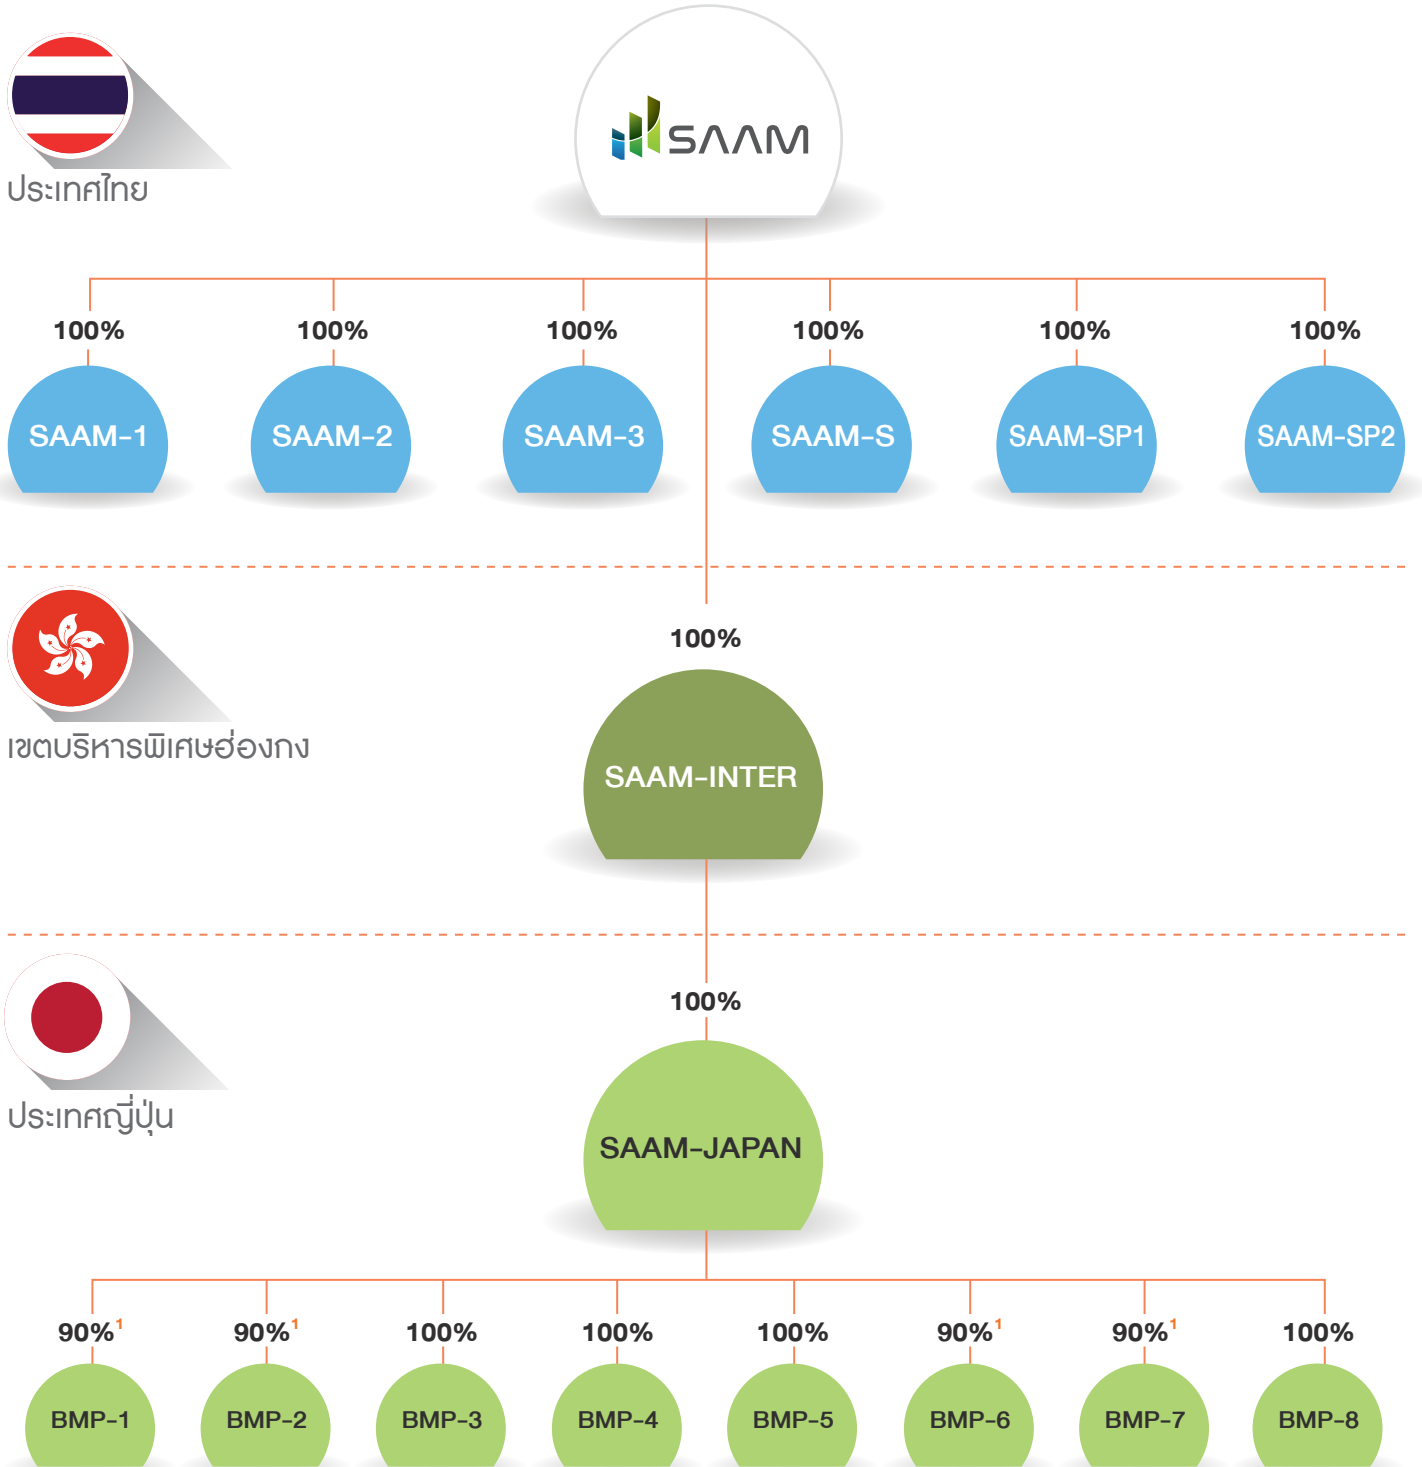 SAAM
ประเทศไทย
100% 100% 100% 100% 100% 100%
SAAM-1 SAAM-2 SAAM-3 SAAM-S SAAM-SP1 SAAM-SP2
100%
เขตบริหารพิเศษฮ่องกง
SAAM-INTER
100%
ประเทศญี่ปุ่น
SAAM-JAPAN
90%¹ 90%¹ 100% 100% 100% 90%¹ 90%¹ 100%
BMP-1 BMP-2 BMP-3 BMP-4 BMP-5 BMP-6 BMP-7 BMP-8